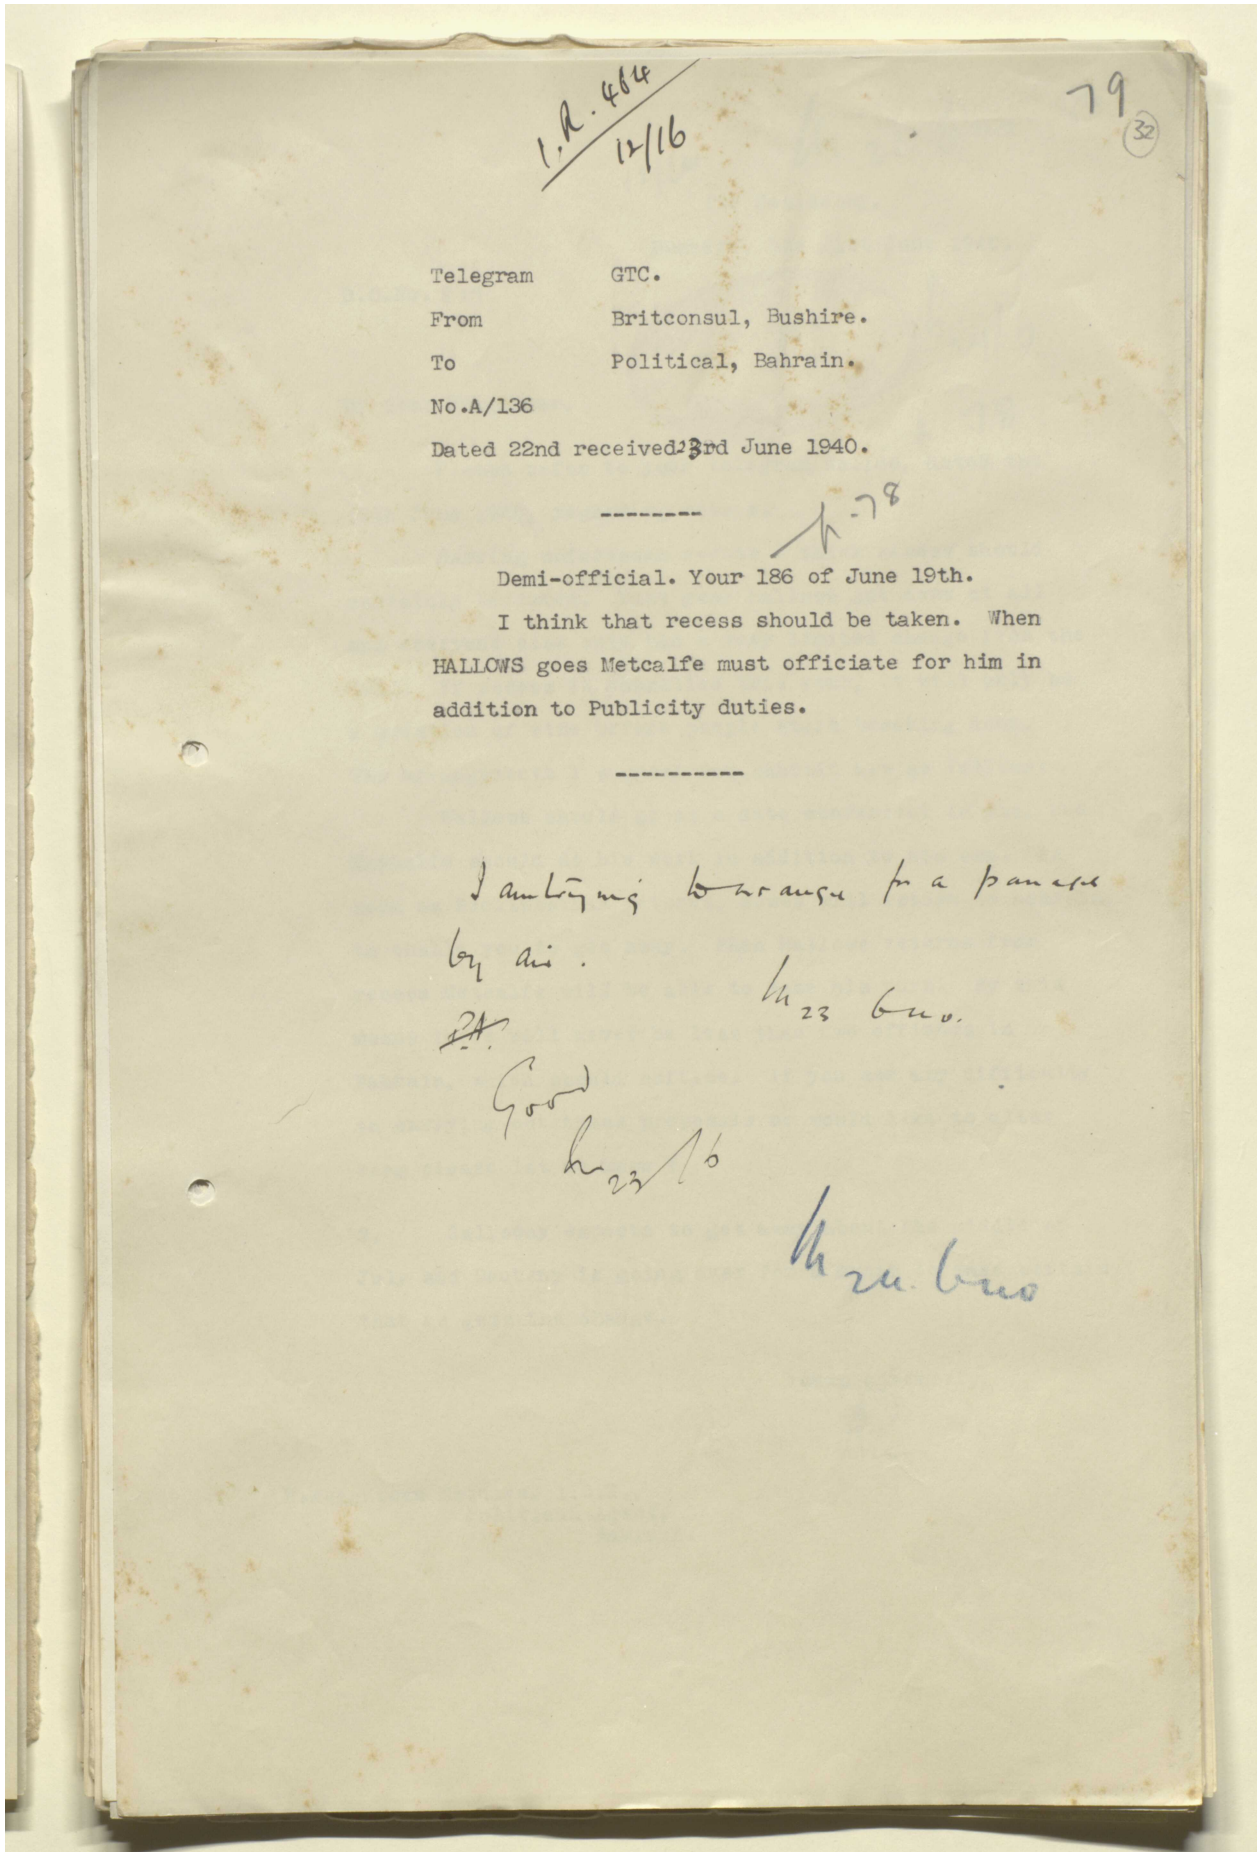 I.R. 464
12/16
79
32
Telegram GTC.
From Britconsul, Bushire.
To Political, Bahrain.
No.A/136
Dated 22nd received 23rd June 1940.
--------
p-78
Demi-official. Your 186 of June 19th.
I think that recess should be taken. When
HALLOWS goes Metcalfe must officiate for him in
addition to Publicity duties.
----------
I am trying to arrange for a passage
by air.
23
P.A.
Good
23/6